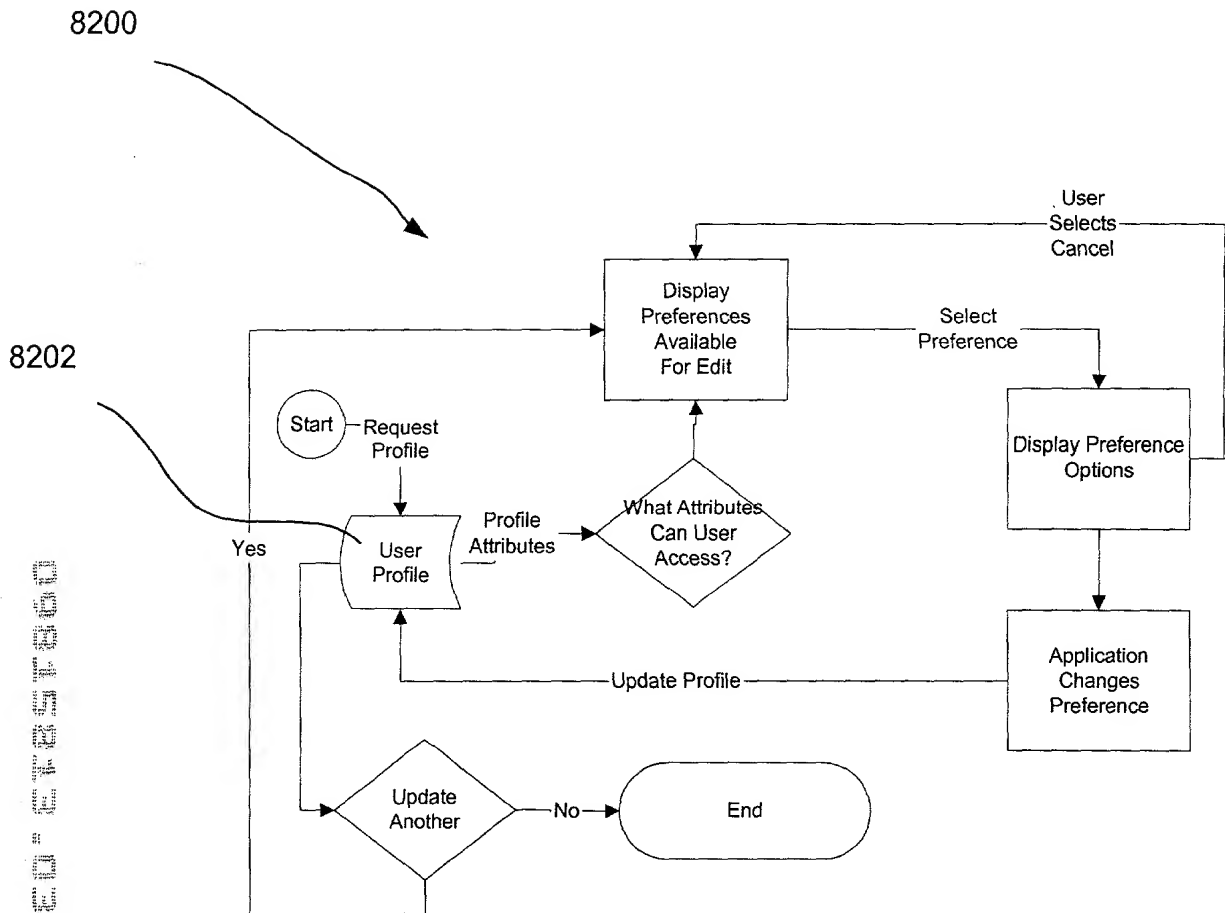 8200
User
Selects
Cancel
Display
Preferences
Available
For Edit
Select
Preference
8202
Start
Request
Profile
Display Preference
Options
What Attributes
Can User
Access?
Profile
Attributes
User
Profile
Yes
Application
Changes
Preference
Update Profile
Update
Another
No
End